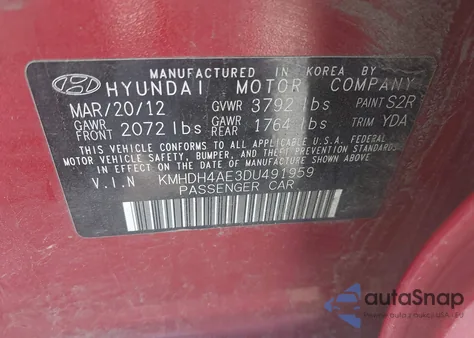 MANUFACTURED IN KOREA BY
HYUNDAI MOTOR COMPANY
MAR/20/12 GVWR 3792 lbs PAINT S2R
GAWR FRONT 2072 lbs GAWR REAR 1764 lbs TRIM YDA
THIS VEHICLE CONFORMS TO ALL APPLICABLE U.S.A. FEDERAL
MOTOR VEHICLE SAFETY, BUMPER, AND THEFT PREVENTION STANDARDS
IN EFFECT ON THE DATE OF MANUFACTURE SHOWN ABOVE.
V.I.N KMHDH4AE3DU491959
PASSENGER CAR
autoSnap